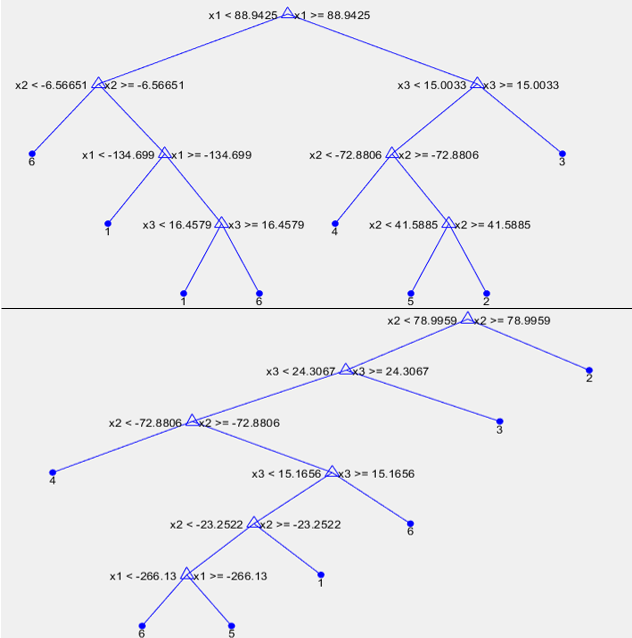 x1 < 88.9425 x1 >= 88.9425
x2 < -6.56651 x2 >= -6.56651 x3 < 15.0033 x3 >= 15.0033
6 x1 < -134.699 x1 >= -134.699 x2 < -72.8806 x2 >= -72.8806 3
1 x3 < 16.4579 x3 >= 16.4579 4 x2 < 41.5885 x2 >= 41.5885
1 6 5 2
x2 < 78.9959 x2 >= 78.9959
x3 < 24.3067 x3 >= 24.3067 2
x2 < -72.8806 x2 >= -72.8806 3
4 x3 < 15.1656 x3 >= 15.1656
x2 < -23.2522 x2 >= -23.2522 6
x1 < -266.13 x1 >= -266.13 1
6 5